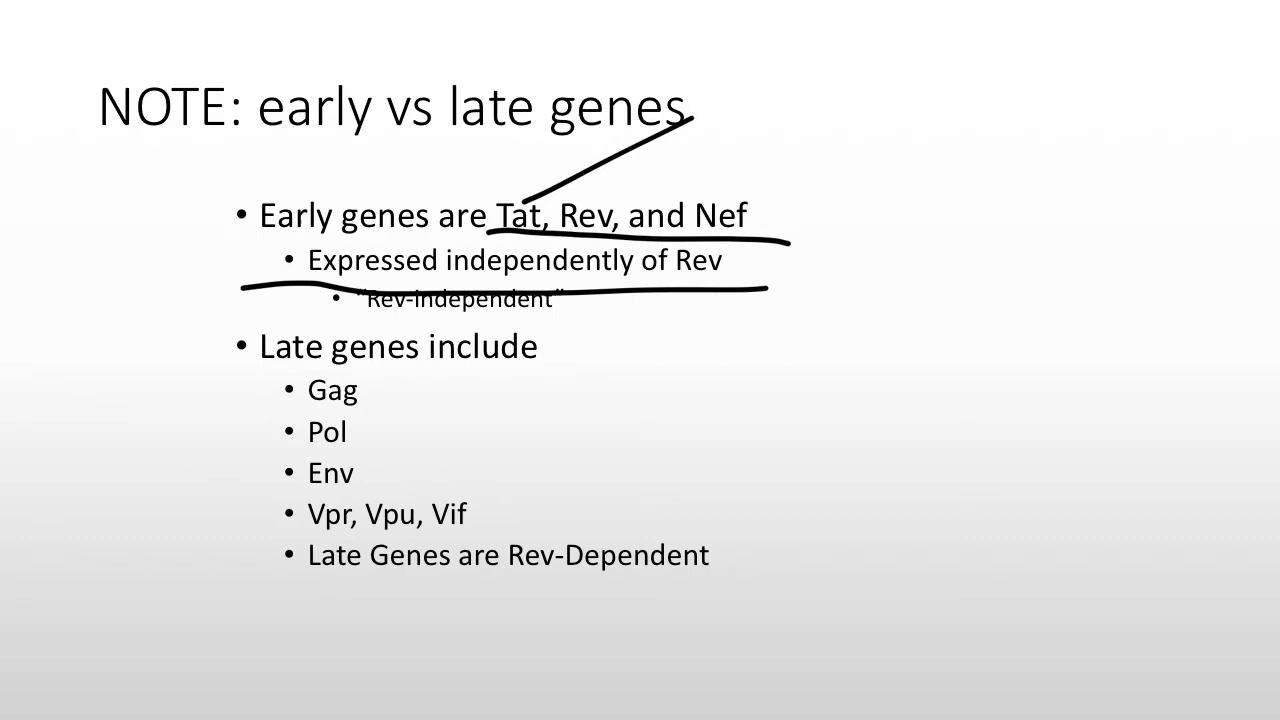 NOTE: early vs late genes
• Early genes are Tat, Rev, and Nef
• Expressed independently of Rev
• "Rev-Independent"
• Late genes include
• Gag
• Pol
• Env
• Vpr, Vpu, Vif
• Late Genes are Rev-Dependent